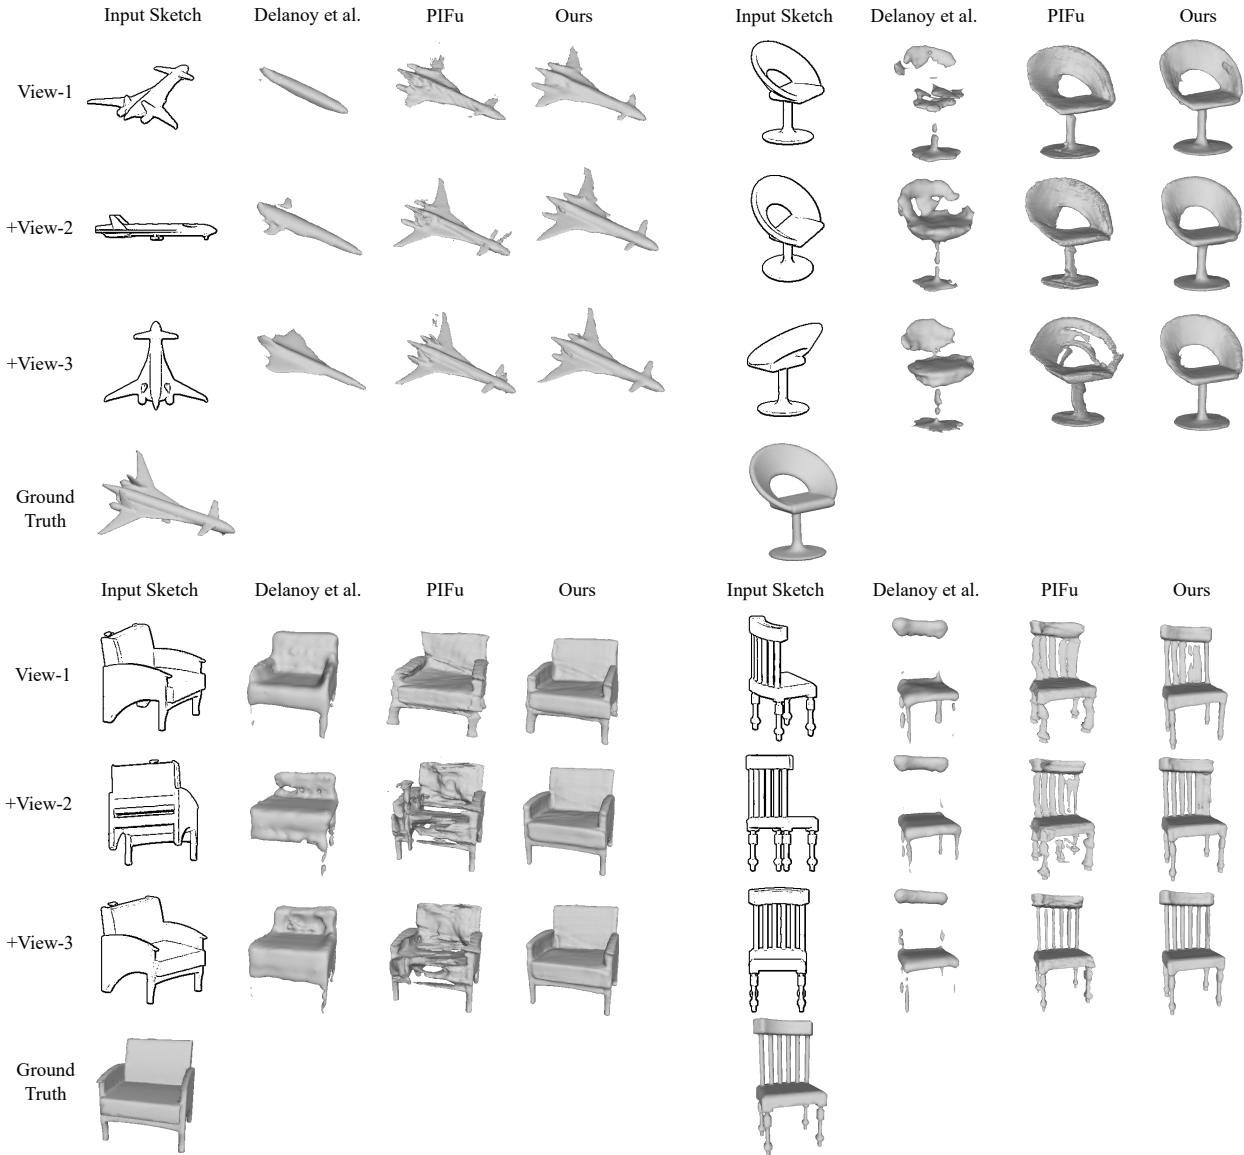 Input Sketch Delanoy et al. PIFu Ours Input Sketch Delanoy et al. PIFu Ours
View-1
+View-2
+View-3
Ground
Truth
Input Sketch Delanoy et al. PIFu Ours Input Sketch Delanoy et al. PIFu Ours
View-1
+View-2
+View-3
Ground
Truth